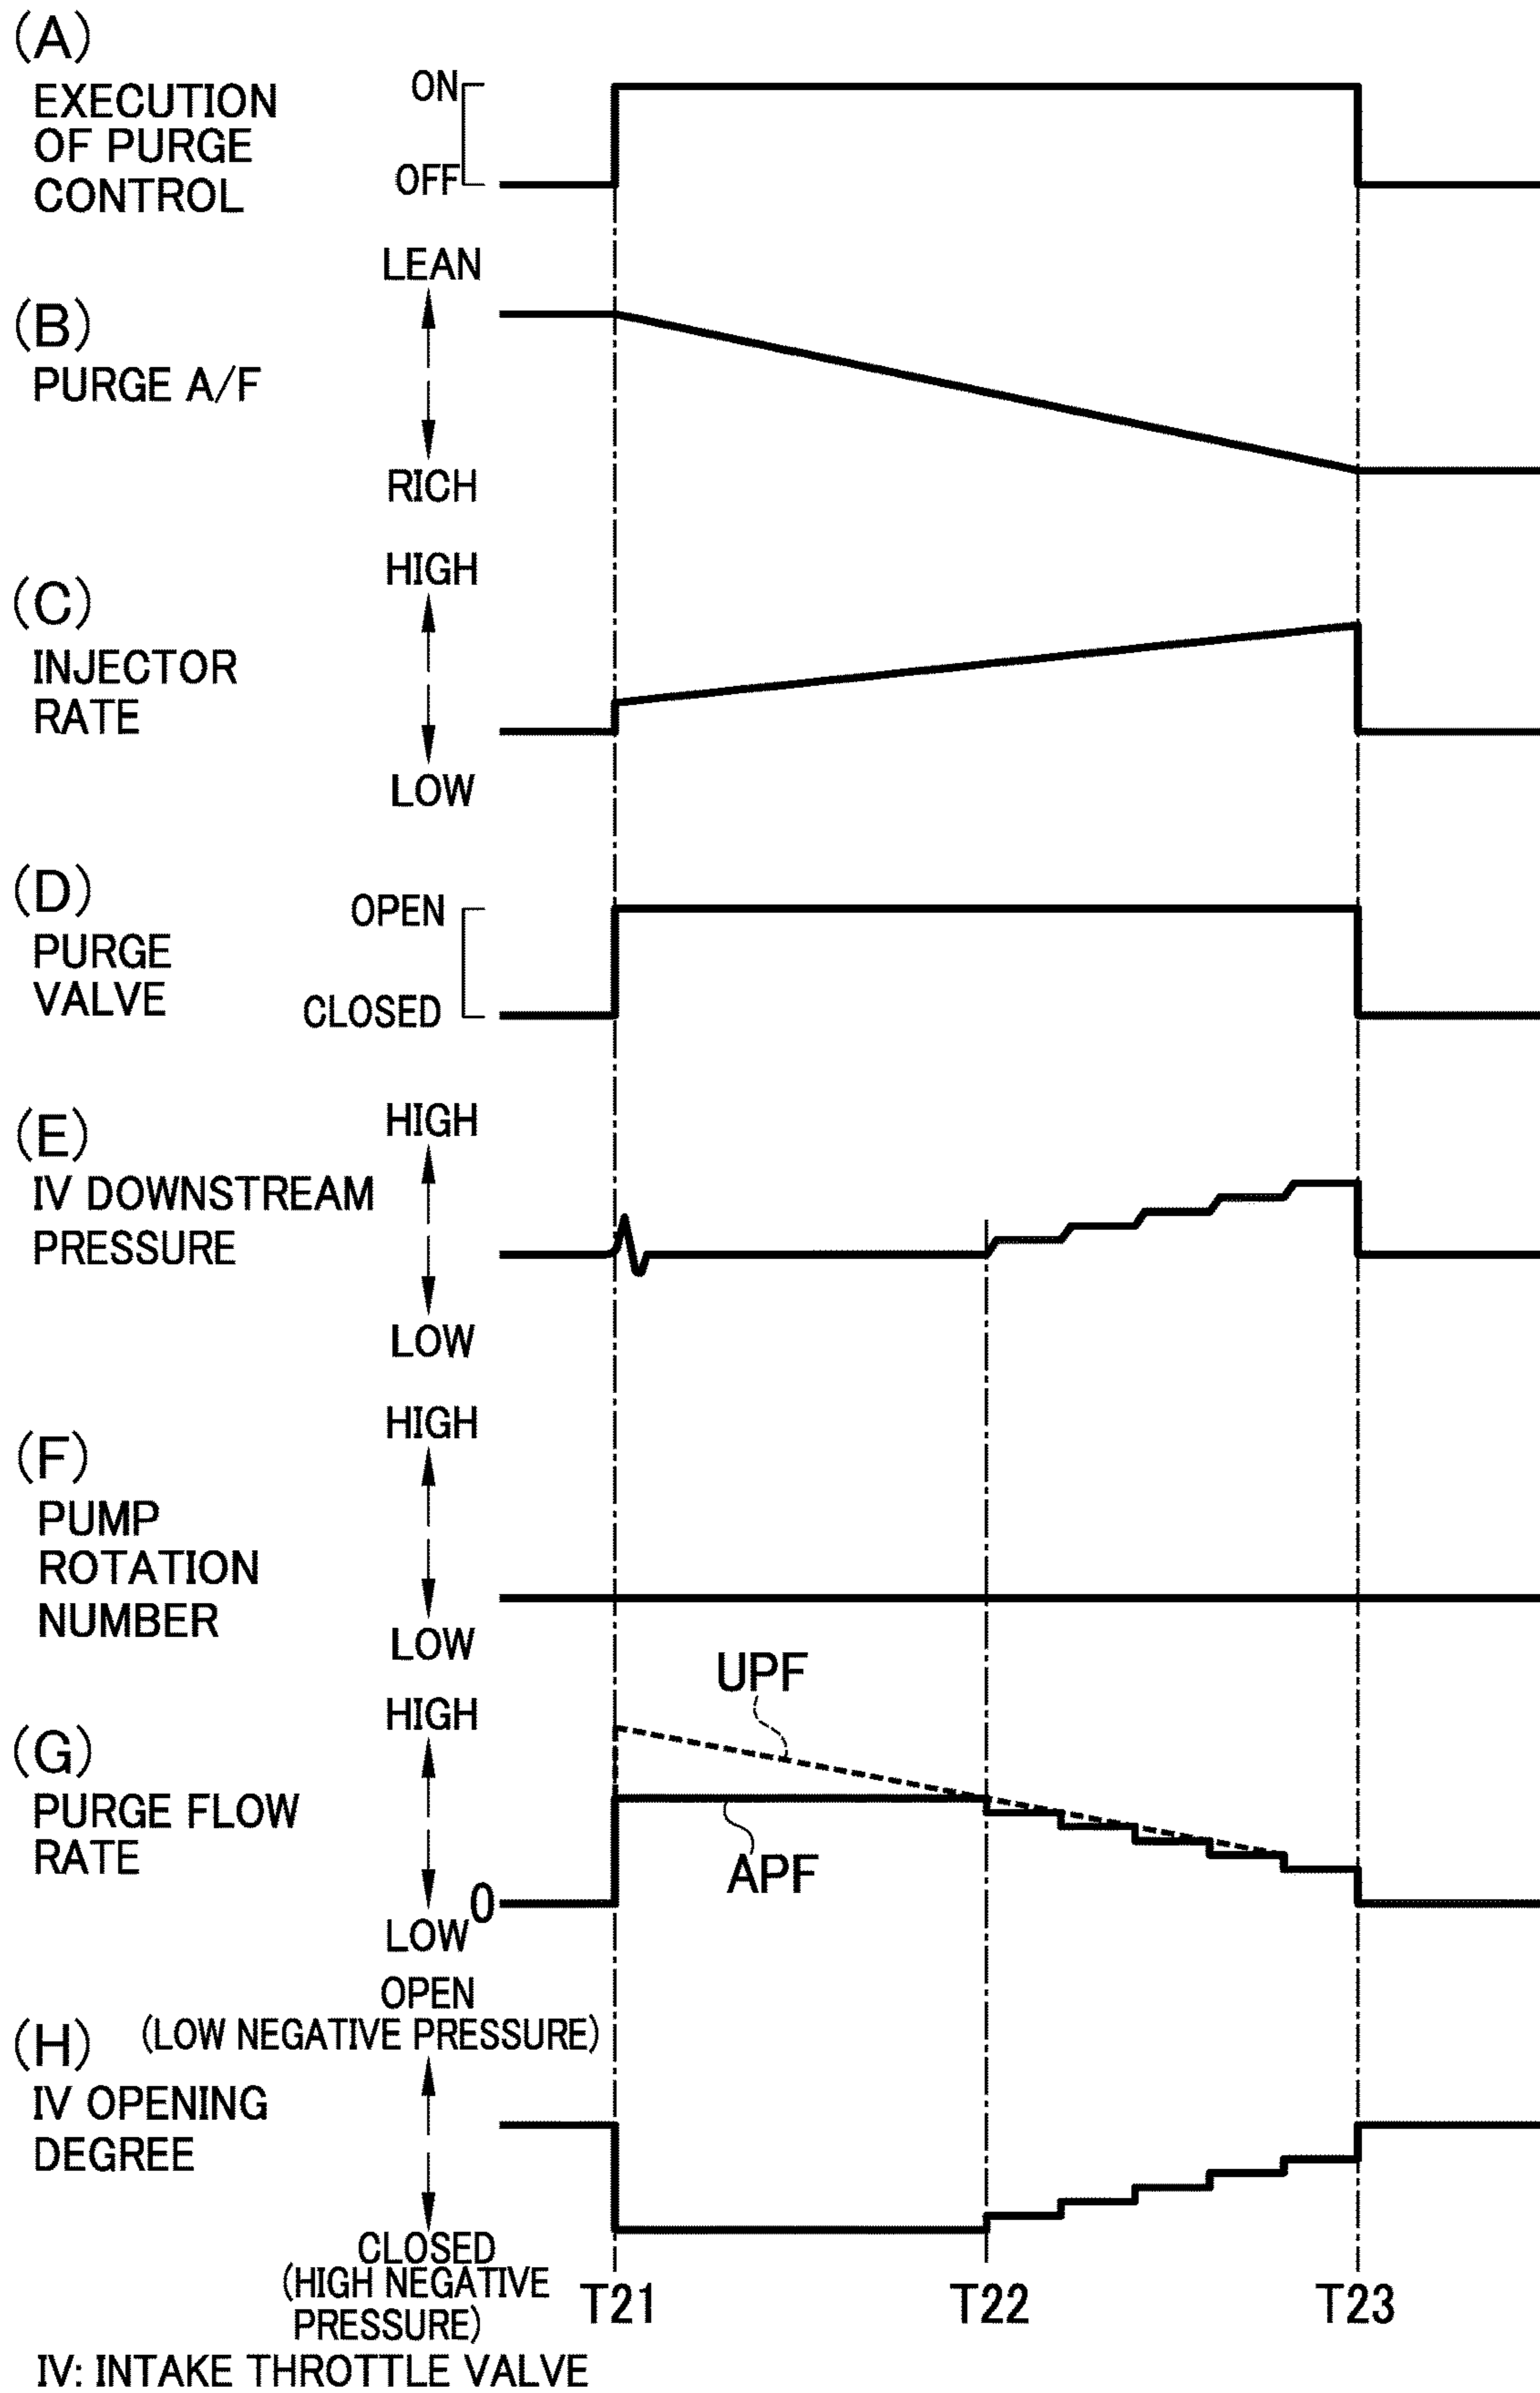 (A)
EXECUTION
OF PURGE
CONTROL
ON
OFF
(B)
PURGE A/F
LEAN
RICH
(C)
INJECTOR
RATE
HIGH
LOW
(D)
PURGE
VALVE
OPEN
CLOSED
(E)
IV DOWNSTREAM
PRESSURE
HIGH
LOW
(F)
PUMP
ROTATION
NUMBER
HIGH
LOW
(G)
PURGE FLOW
RATE
HIGH
LOW
0
UPF
APF
(H)
IV OPENING
DEGREE
OPEN
(LOW NEGATIVE PRESSURE)
CLOSED
(HIGH NEGATIVE
PRESSURE)
T21
T22
T23
IV: INTAKE THROTTLE VALVE